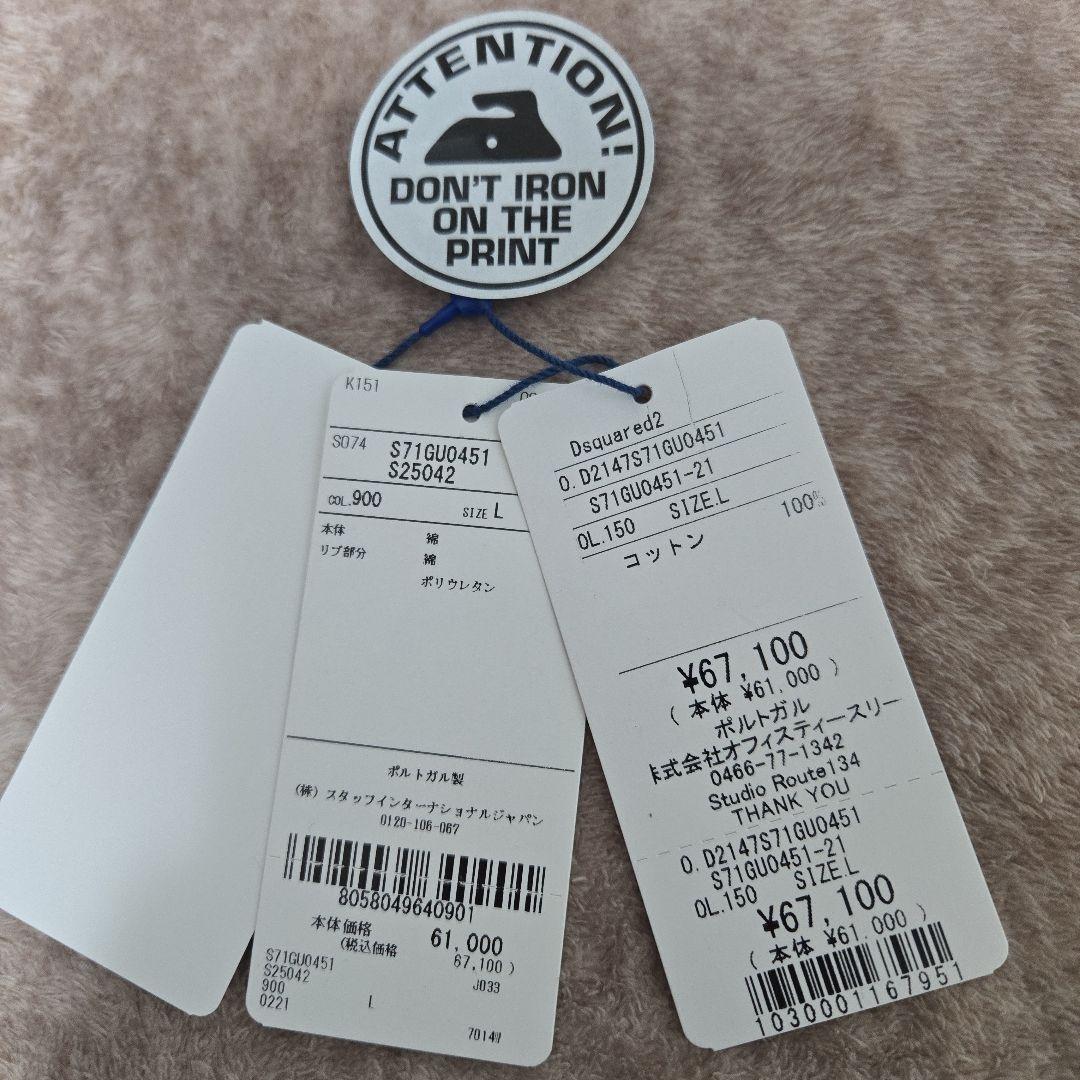 ATTENTION!
DON'T IRON
ON THE
PRINT
K151
S074 S71GU0451
S25042
COL.900 SIZE L
本体 綿
リブ部分 綿
ポリウレタン
ポルトガル製
(株) スタッフインターナショナルジャパン
0120-106-067
8058049640901
本体価格 61,000
(税込価格 67,100 )
S71GU0451 J033
S25042
900
0221 L
7014
Dsquared2
O. D2147S71GU0451
S71GU0451-21
OL.150 SIZE.L
コットン 100%
¥67,100
( 本体 ¥61,000 )
ポルトガル
株式会社オフィスティースリー
0466-77-1342
Studio Route134
THANK YOU
O. D2147S71GU0451
S71GU0451-21
OL.150 SIZE.L
¥67,100
( 本体 ¥61,000 )
1030001167951